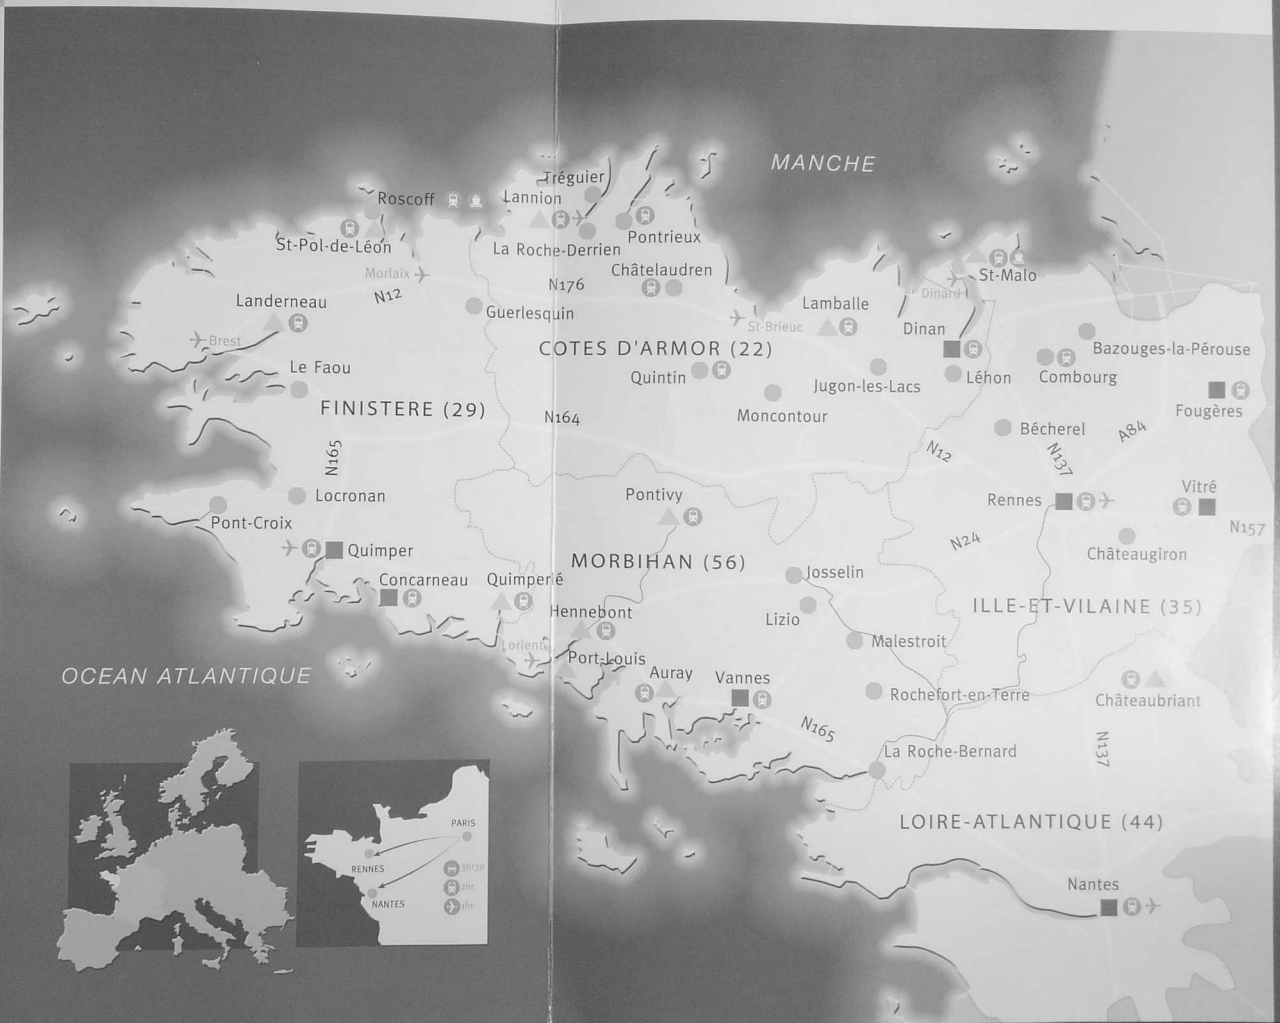 MANCHE
Tréguier
Roscoff
Lannion
St-Pol-de-Léon
La Roche-Derrien
Pontrieux
Morlaix
Châtelaudren
St-Malo
N12
N176
Dinard
Landerneau
Guerlesquin
Lamballe
St-Brieuc
Dinan
Brest
COTES D'ARMOR (22)
Bazouges-la-Pérouse
Le Faou
Quintin
Jugon-les-Lacs
Léhon
Combourg
FINISTERE (29)
N164
Moncontour
Fougères
Bécherel
A84
N165
N12
N137
Locronan
Pontivy
Rennes
Vitré
Pont-Croix
N157
Quimper
N24
Châteaugiron
MORBIHAN (56)
Concarneau
Quimperlé
Josselin
Hennebont
Lizio
ILLE-ET-VILAINE (35)
Lorient
Malestroit
Port-Louis
OCEAN ATLANTIQUE
Auray
Vannes
Rochefort-en-Terre
Châteaubriant
N165
La Roche-Bernard
N137
LOIRE-ATLANTIQUE (44)
PARIS
RENNES
3hr30
2hr
NANTES
1hr
Nantes